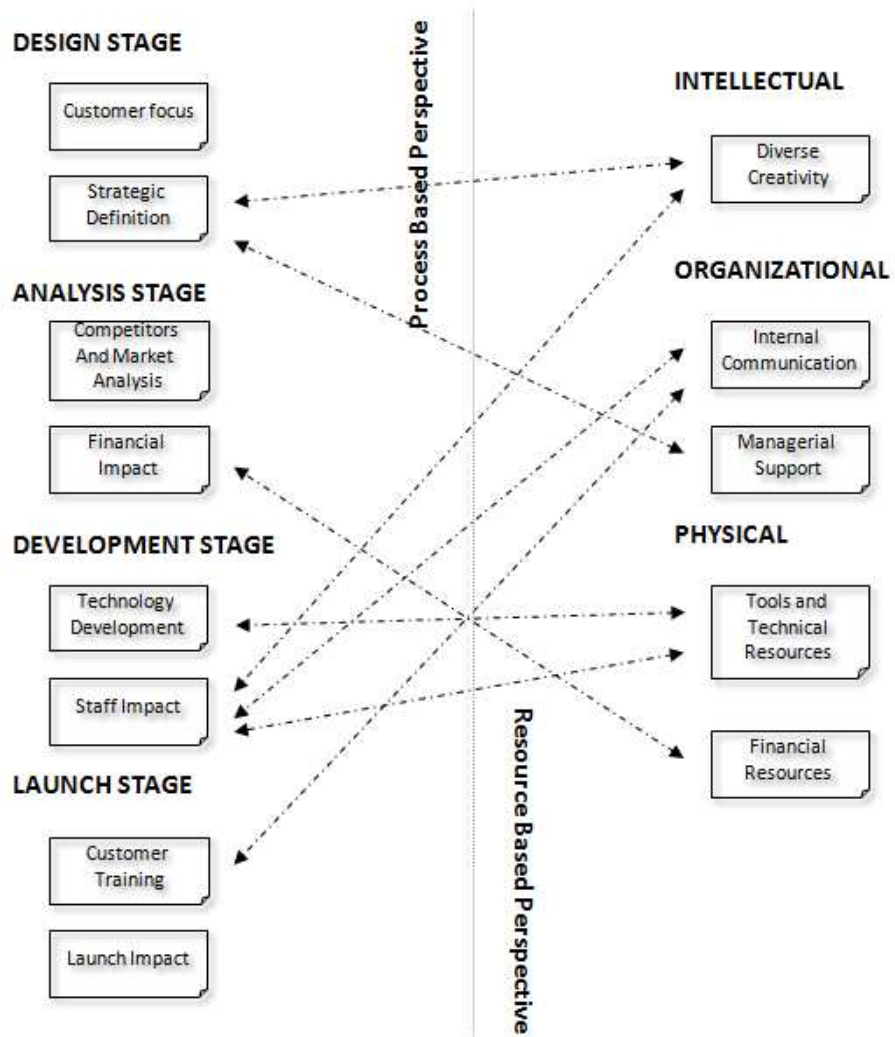 DESIGN STAGE
Customer focus
Strategic
Definition
ANALYSIS STAGE
Competitors
And Market
Analysis
Financial
Impact
DEVELOPMENT STAGE
Technology
Development
Staff Impact
LAUNCH STAGE
Customer
Training
Launch Impact
Process Based Perspective
Resource Based Perspective
INTELLECTUAL
Diverse
Creativity
ORGANIZATIONAL
Internal
Communication
Managerial
Support
PHYSICAL
Tools and
Technical
Resources
Financial
Resources